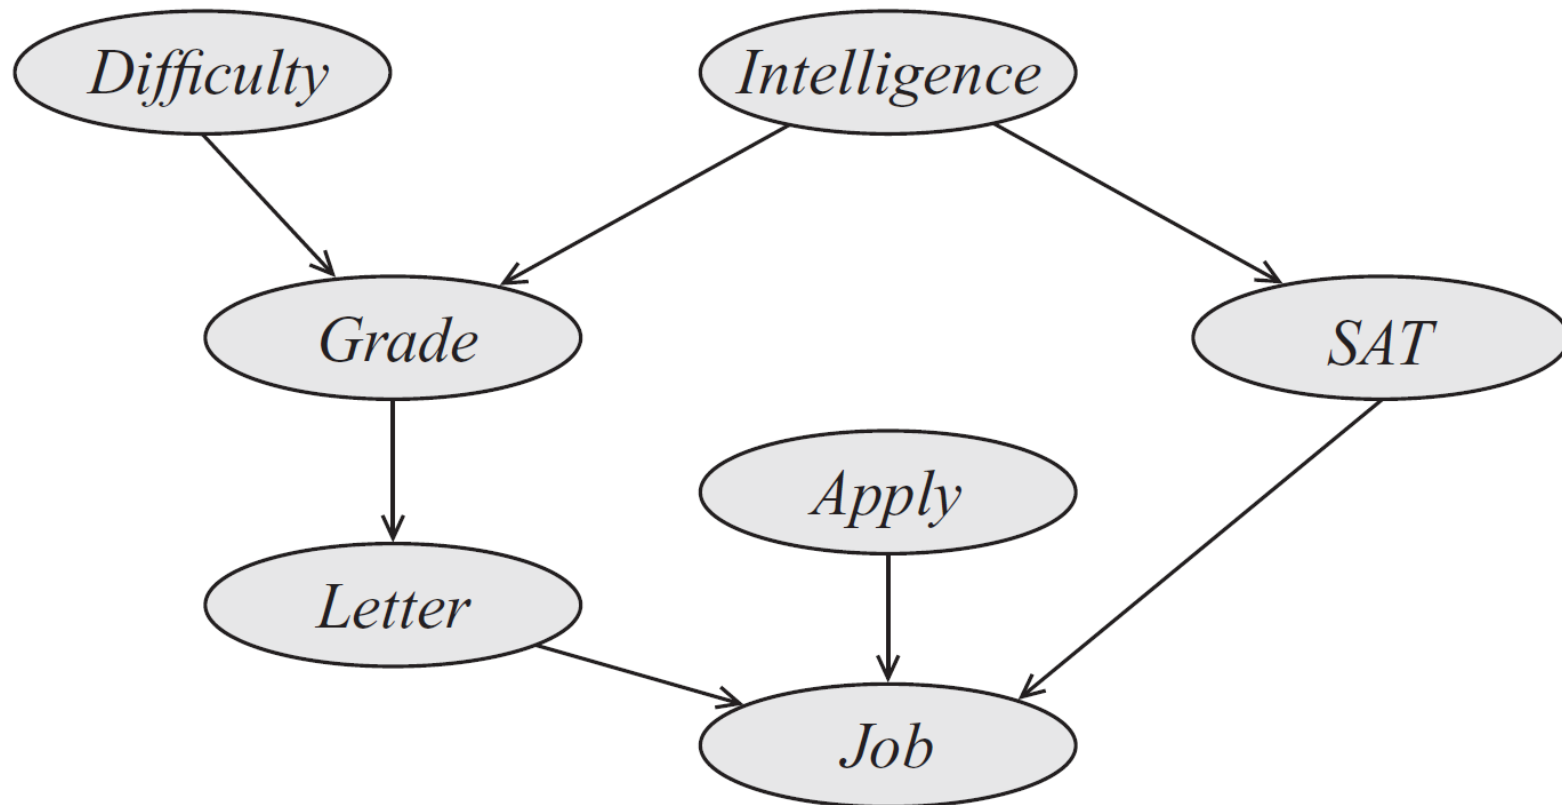 Difficulty
Intelligence
Grade
SAT
Apply
Letter
Job